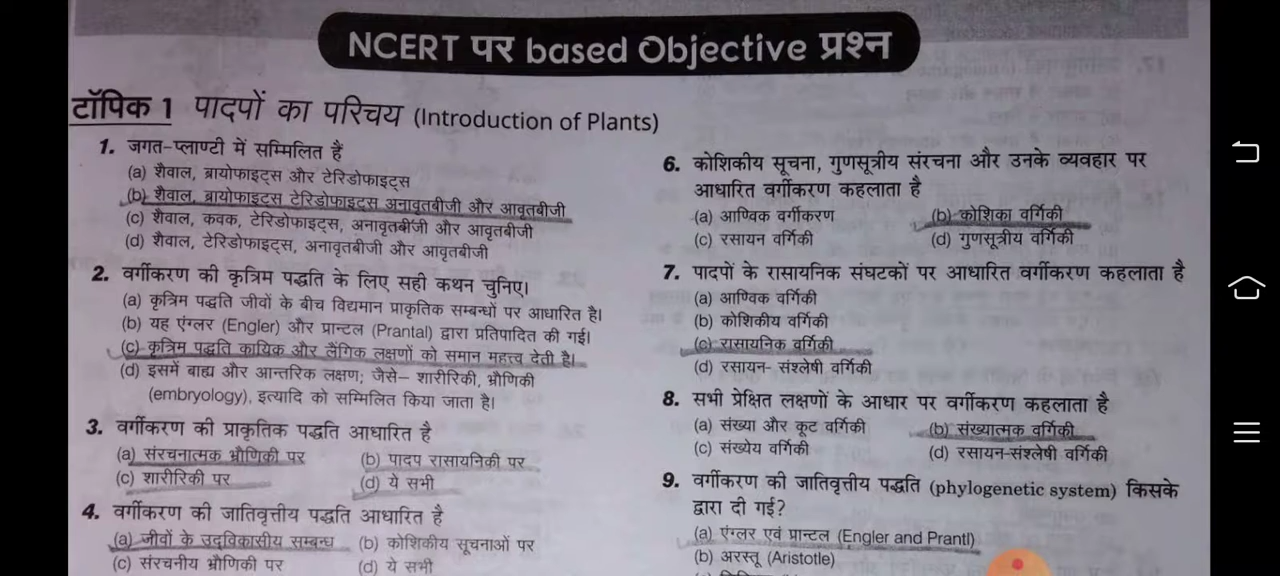 NCERT पर based Objective प्रश्न
टॉपिक 1 पादपों का परिचय (Introduction of Plants)
1. जगत-प्लाण्टी में सम्मिलित हैं
(a) शैवाल, ब्रायोफाइट्स और टेरिडोफाइट्स
(b) शैवाल, ब्रायोफाइट्स टेरिडोफाइट्स अनावृतबीजी और आवृतबीजी
(c) शैवाल, कवक, टेरिडोफाइट्स, अनावृतबीजी और आवृतबीजी
(d) शैवाल, टेरिडोफाइट्स, अनावृतबीजी और आवृतबीजी
2. वर्गीकरण की कृत्रिम पद्धति के लिए सही कथन चुनिए।
(a) कृत्रिम पद्धति जीवों के बीच विद्यमान प्राकृतिक सम्बन्धों पर आधारित है।
(b) यह एंग्लर (Engler) और प्रान्टल (Prantal) द्वारा प्रतिपादित की गई।
(c) कृत्रिम पद्धति कायिक और लैंगिक लक्षणों को समान महत्त्व देती है।
(d) इसमें बाह्य और आन्तरिक लक्षण; जैसे– शारीरिकी, भ्रौणिकी
(embryology), इत्यादि को सम्मिलित किया जाता है।
3. वर्गीकरण की प्राकृतिक पद्धति आधारित है
(a) संरचनात्मक भ्रौणिकी पर (b) पादप रासायनिकी पर
(c) शारीरिकी पर (d) ये सभी
4. वर्गीकरण की जातिवृत्तीय पद्धति आधारित है
(a) जीवों के उद्विकासीय सम्बन्ध (b) कोशिकीय सूचनाओं पर
(c) संरचनीय भ्रौणिकी पर (d) ये सभी
6. कोशिकीय सूचना, गुणसूत्रीय संरचना और उनके व्यवहार पर
आधारित वर्गीकरण कहलाता है
(a) आण्विक वर्गीकरण (b) कोशिका वर्गिकी
(c) रसायन वर्गिकी (d) गुणसूत्रीय वर्गिकी
7. पादपों के रासायनिक संघटकों पर आधारित वर्गीकरण कहलाता है
(a) आण्विक वर्गिकी
(b) कोशिकीय वर्गिकी
(c) रासायनिक वर्गिकी
(d) रसायन- संश्लेषी वर्गिकी
8. सभी प्रेक्षित लक्षणों के आधार पर वर्गीकरण कहलाता है
(a) संख्या और कूट वर्गिकी (b) संख्यात्मक वर्गिकी
(c) संख्येय वर्गिकी (d) रसायन-संश्लेषी वर्गिकी
9. वर्गीकरण की जातिवृत्तीय पद्धति (phylogenetic system) किसके
द्वारा दी गई?
(a) एंग्लर एवं प्रान्टल (Engler and Prantl)
(b) अरस्तू (Aristotle)